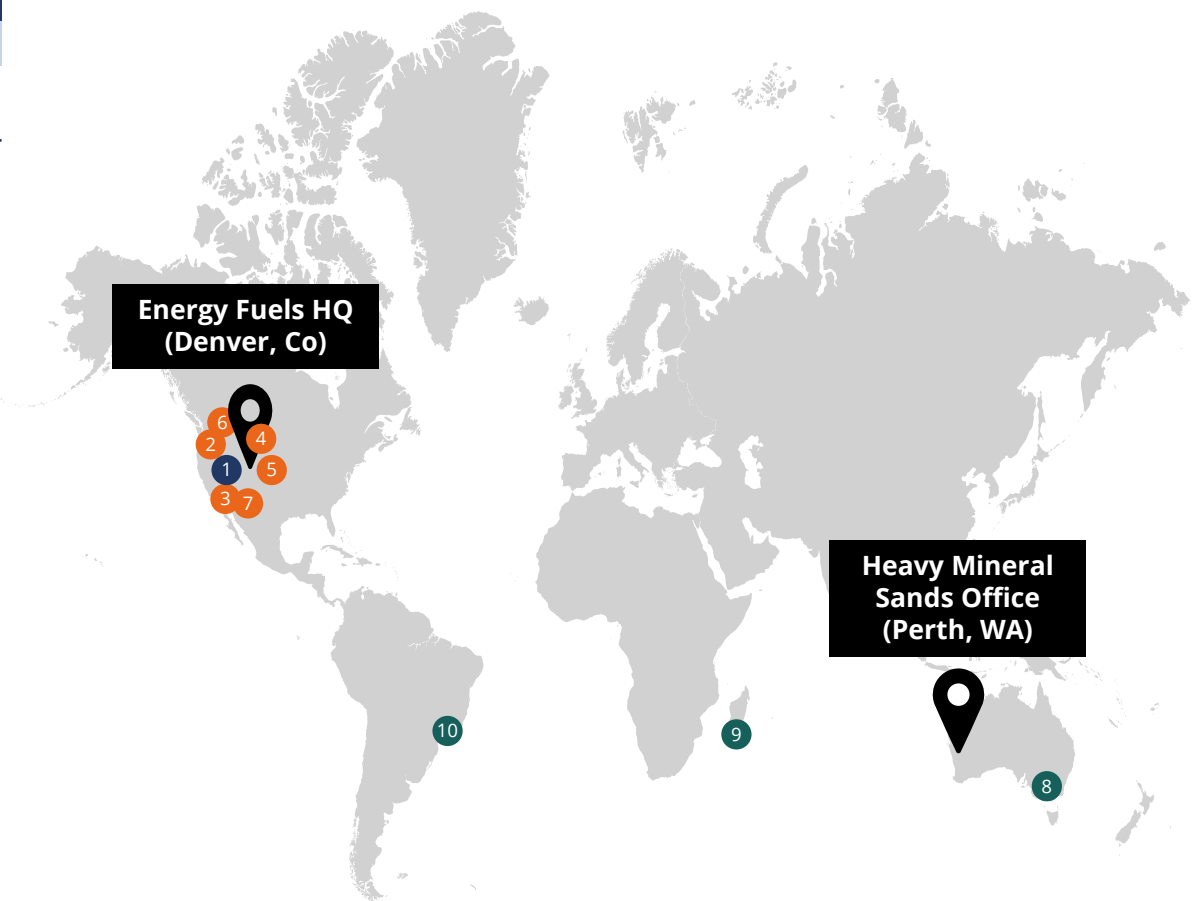 Energy Fuels HQ
(Denver, Co)
6
4
2
1
5
3
7
Heavy Mineral
Sands Office
(Perth, WA)
10
9
8